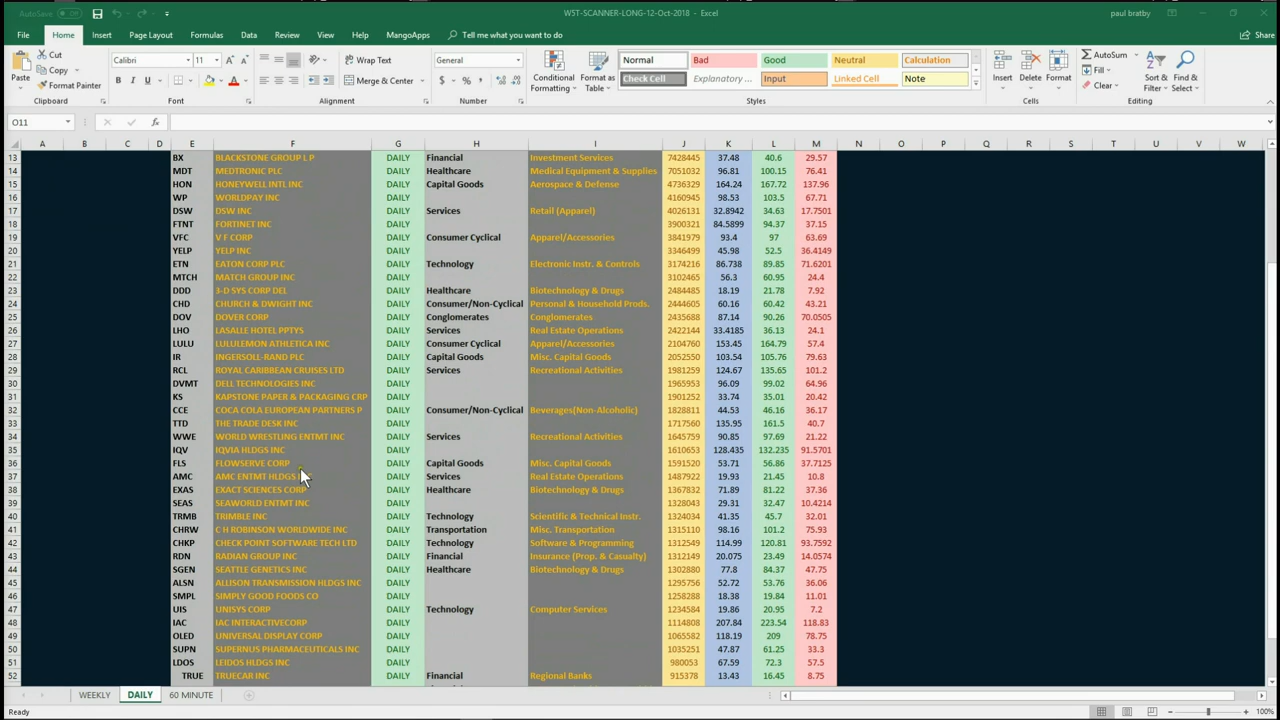 AutoSave Off W5T-SCANNER-LONG-12-Oct-2018 - Excel paul bratby
File Home Insert Page Layout Formulas Data Review View Help MangoApps Tell me what you want to do Share
Paste Cut Copy Format Painter Clipboard
Calibri 11 B I U A Font
Wrap Text Merge & Center Alignment
General $ % , Number
Conditional Formatting Format as Table
Normal Bad Good Neutral Calculation
Check Cell Explanatory ... Input Linked Cell Note
Styles
Insert Delete Format Cells
AutoSum Fill Clear Sort & Filter Find & Select Editing
O11 fx
A B C D E F G H I J K L M N O P Q R S T U V W
13 BX BLACKSTONE GROUP L P DAILY Financial Investment Services 7428445 37.48 40.6 29.57
14 MDT MEDTRONIC PLC DAILY Healthcare Medical Equipment & Supplies 7051032 96.81 100.15 76.41
15 HON HONEYWELL INTL INC DAILY Capital Goods Aerospace & Defense 4736329 164.24 167.72 137.96
16 WP WORLDPAY INC DAILY 4160945 98.53 103.5 67.71
17 DSW DSW INC DAILY Services Retail (Apparel) 4026131 32.8942 34.63 17.7501
18 FTNT FORTINET INC DAILY 3900321 84.5899 94.37 37.15
19 VFC V F CORP DAILY Consumer Cyclical Apparel/Accessories 3841979 93.4 97 63.69
20 YELP YELP INC DAILY 3346499 45.98 52.5 36.4149
21 ETN EATON CORP PLC DAILY Technology Electronic Instr. & Controls 3174216 86.738 89.85 71.6201
22 MTCH MATCH GROUP INC DAILY 3102465 56.3 60.95 24.4
23 DDD 3-D SYS CORP DEL DAILY Healthcare Biotechnology & Drugs 2484485 18.19 21.78 7.92
24 CHD CHURCH & DWIGHT INC DAILY Consumer/Non-Cyclical Personal & Household Prods. 2444605 60.16 60.42 43.21
25 DOV DOVER CORP DAILY Conglomerates Conglomerates 2435688 87.14 90.26 70.0505
26 LHO LASALLE HOTEL PPTYS DAILY Services Real Estate Operations 2422144 33.4185 36.13 24.1
27 LULU LULULEMON ATHLETICA INC DAILY Consumer Cyclical Apparel/Accessories 2104760 153.45 164.79 57.4
28 IR INGERSOLL-RAND PLC DAILY Capital Goods Misc. Capital Goods 2052550 103.54 105.76 79.63
29 RCL ROYAL CARIBBEAN CRUISES LTD DAILY Services Recreational Activities 1981259 124.67 135.65 101.2
30 DVMT DELL TECHNOLOGIES INC DAILY 1965953 96.09 99.02 64.96
31 KS KAPSTONE PAPER & PACKAGING CRP DAILY 1901252 33.74 35.01 20.42
32 CCE COCA COLA EUROPEAN PARTNERS P DAILY Consumer/Non-Cyclical Beverages(Non-Alcoholic) 1828811 44.53 46.16 36.17
33 TTD THE TRADE DESK INC DAILY 1717560 135.95 161.5 40.7
34 WWE WORLD WRESTLING ENTMT INC DAILY Services Recreational Activities 1645759 90.85 97.69 21.22
35 IQV IQVIA HLDGS INC DAILY 1610653 128.435 132.235 91.5701
36 FLS FLOWSERVE CORP DAILY Capital Goods Misc. Capital Goods 1591520 53.71 56.86 37.7125
37 AMC AMC ENTMT HLDGS DAILY Services Real Estate Operations 1487922 19.93 21.45 10.8
38 EXAS EXACT SCIENCES CORP DAILY Healthcare Biotechnology & Drugs 1367832 71.89 81.22 37.36
39 SEAS SEAWORLD ENTMT INC DAILY 1328043 29.31 32.07 10.4214
40 TRMB TRIMBLE INC DAILY Technology Scientific & Technical Instr. 1324034 41.35 45.7 32.01
41 CHRW C H ROBINSON WORLDWIDE INC DAILY Transportation Misc. Transportation 1315110 98.16 101.2 75.93
42 CHKP CHECK POINT SOFTWARE TECH LTD DAILY Technology Software & Programming 1312549 114.99 120.81 93.7592
43 RDN RADIAN GROUP INC DAILY Financial Insurance (Prop. & Casualty) 1312149 20.075 23.49 14.0574
44 SGEN SEATTLE GENETICS INC DAILY Healthcare Biotechnology & Drugs 1302880 77.8 84.37 47.75
45 ALSN ALLISON TRANSMISSION HLDGS INC DAILY 1295756 52.72 53.76 36.06
46 SMPL SIMPLY GOOD FOODS CO DAILY 1258288 18.38 19.84 11.01
47 UIS UNISYS CORP DAILY Technology Computer Services 1234584 19.86 20.95 7.2
48 IAC IAC INTERACTIVECORP DAILY 1114808 207.84 223.54 118.83
49 OLED UNIVERSAL DISPLAY CORP DAILY 1065582 118.19 209 78.75
50 SUPN SUPERNUS PHARMACEUTICALS INC DAILY 1035251 47.87 61.25 33.3
51 LDOS LEIDOS HLDGS INC DAILY 980053 67.59 72.3 57.5
52 TRUE TRUECAR INC DAILY Financial Regional Banks 915378 13.43 16.45 8.75
WEEKLY DAILY 60 MINUTE
Ready 100%